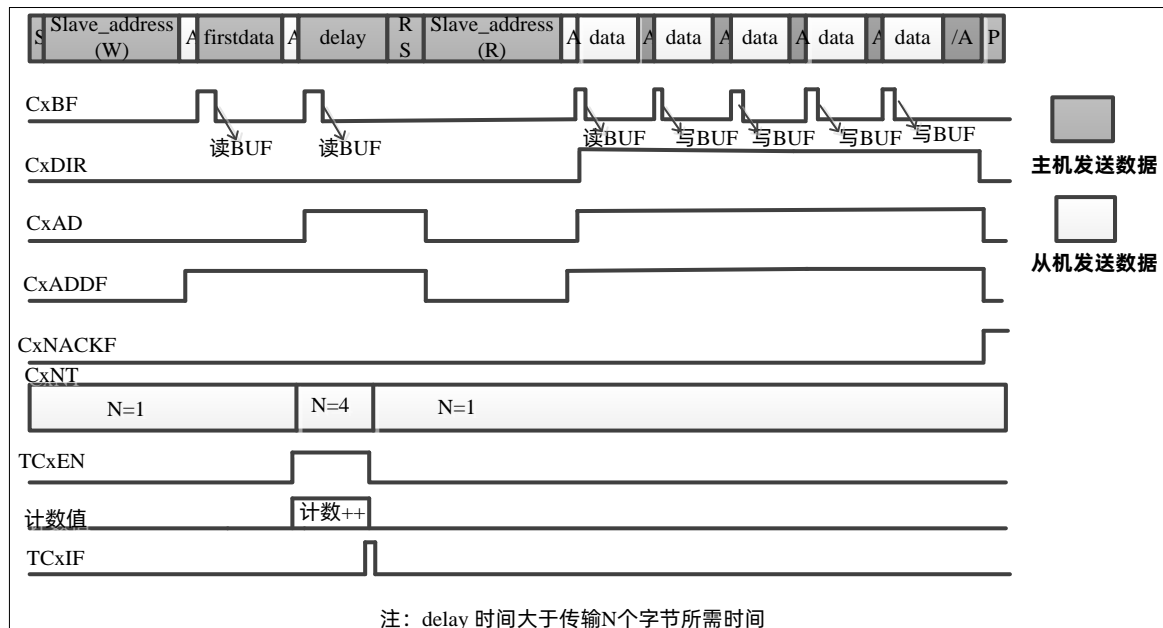 S Slave_address (W) A firstdata A delay R S Slave_address (R) A data A data A data A data A data /A P
CxBF
读BUF 读BUF 读BUF 写BUF 写BUF 写BUF 写BUF
主机发送数据
CxDIR
CxAD
从机发送数据
CxADDF
CxNACKF
CxNT
N=1 N=4 N=1
TCxEN
计数值 计数++
TCxIF
注：delay 时间大于传输N个字节所需时间